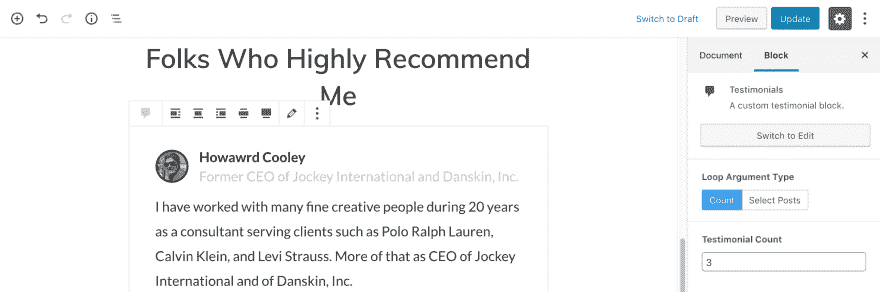 Switch to Draft
Preview
Update
Folks Who Highly Recommend
Me
Howawrd Cooley
Former CEO of Jockey International and Danskin, Inc.
I have worked with many fine creative people during 20 years
as a consultant serving clients such as Polo Ralph Lauren,
Calvin Klein, and Levi Strauss. More of that as CEO of Jockey
International and of Danskin, Inc.
Document
Block
Testimonials
A custom testimonial block.
Switch to Edit
Loop Argument Type
Count
Select Posts
Testimonial Count
3